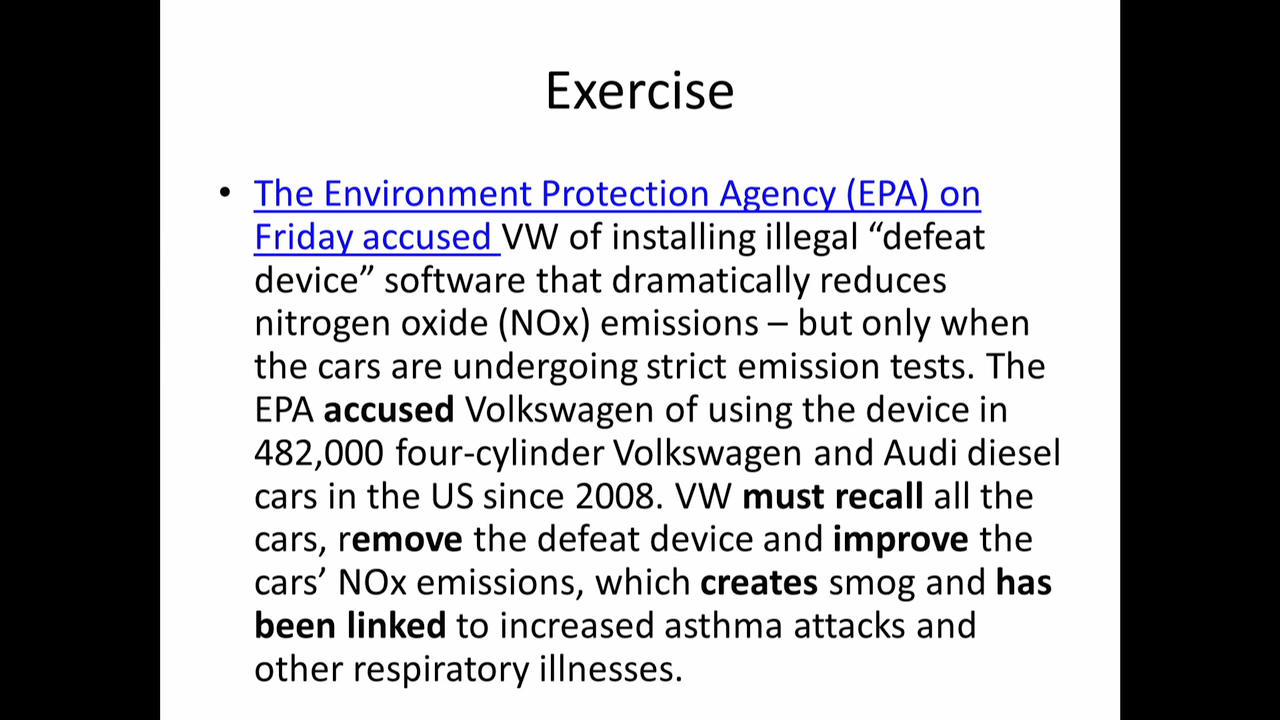 Exercise
• The Environment Protection Agency (EPA) on
Friday accused VW of installing illegal “defeat
device” software that dramatically reduces
nitrogen oxide (NOx) emissions – but only when
the cars are undergoing strict emission tests. The
EPA accused Volkswagen of using the device in
482,000 four-cylinder Volkswagen and Audi diesel
cars in the US since 2008. VW must recall all the
cars, remove the defeat device and improve the
cars’ NOx emissions, which creates smog and has
been linked to increased asthma attacks and
other respiratory illnesses.